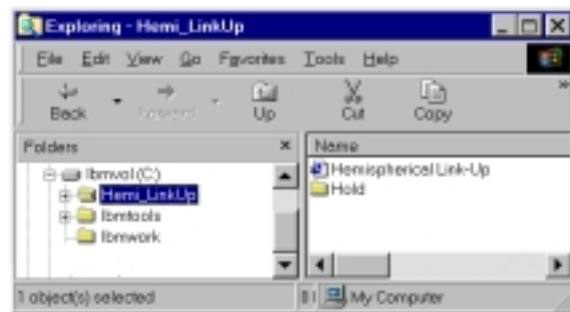 Exploring - Hemi_LinkUp
File Edit View Go Favorites Tools Help
Back Forward Up Cut Copy
Folders
Name
Ibmvol (C:)
Hemi_LinkUp
Ibmtools
Ibmwork
Hemispherical Link-Up
Hold
1 object(s) selected
My Computer